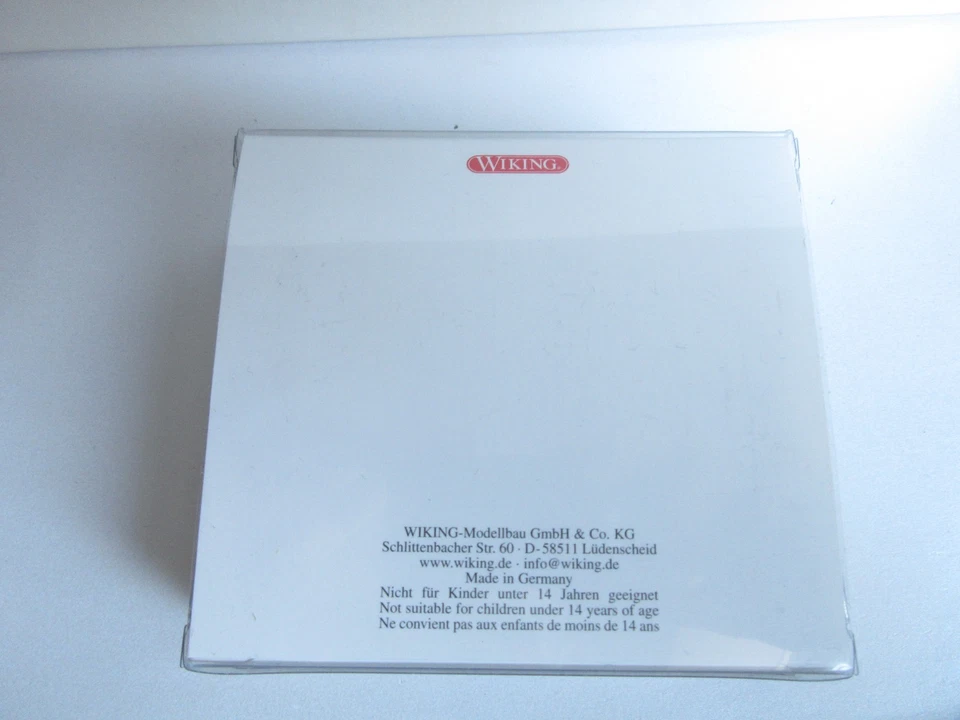 WIKING.
WIKING-Modellbau GmbH & Co. KG
Schlittenbacher Str. 60 · D-58511 Lüdenscheid
www.wiking.de · info@wiking.de
Made in Germany
Nicht für Kinder unter 14 Jahren geeignet
Not suitable for children under 14 years of age
Ne convient pas aux enfants de moins de 14 ans